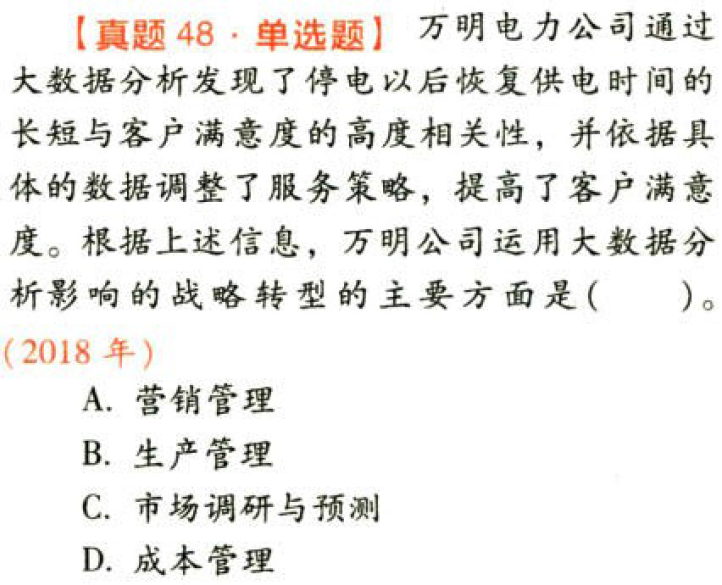 【真题 48·单选题】 万明电力公司通过
大数据分析发现了停电以后恢复供电时间的
长短与客户满意度的高度相关性，并依据具
体的数据调整了服务策略，提高了客户满意
度。根据上述信息，万明公司运用大数据分
析影响的战略转型的主要方面是(　　)。
(2018 年)
A. 营销管理
B. 生产管理
C. 市场调研与预测
D. 成本管理